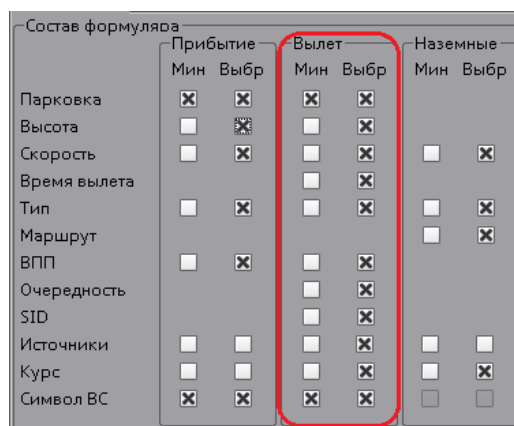 Состав формуляра
Прибытие Вылет Наземные
Мин Выбр Мин Выбр Мин Выбр
Парковка
Высота
Скорость
Время вылета
Тип
Маршрут
ВПП
Очередность
SID
Источники
Курс
Символ ВС